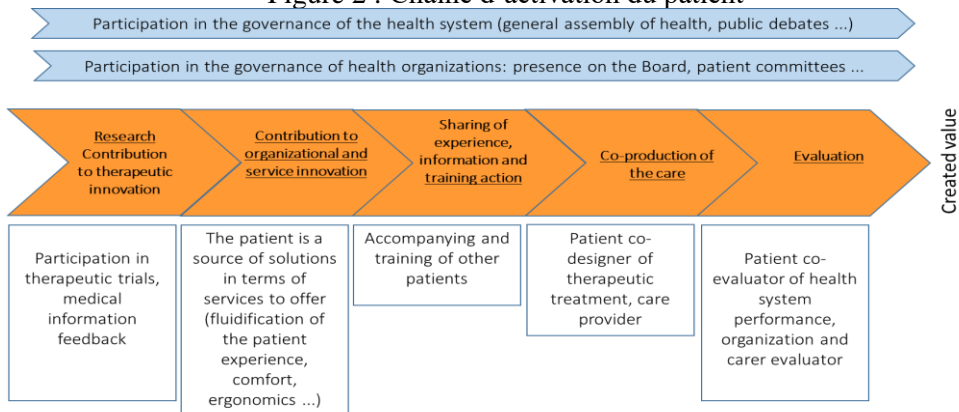 Figure 2 : Chaîne d'activation du patient
Participation in the governance of the health system (general assembly of health, public debates ...)
Participation in the governance of health organizations: presence on the Board, patient committees ...
Research
Contribution
to therapeutic
innovation
Contribution to
organizational and
service innovation
Sharing of
experience,
information and
training action
Co-production of
the care
Evaluation
Created value
Participation in
therapeutic trials,
medical
information
feedback
The patient is a
source of solutions
in terms of
services to offer
(fluidification of
the patient
experience,
comfort,
ergonomics ...)
Accompanying and
training of other
patients
Patient co-
designer of
therapeutic
treatment, care
provider
Patient co-
evaluator of health
system
performance,
organization and
carer evaluator